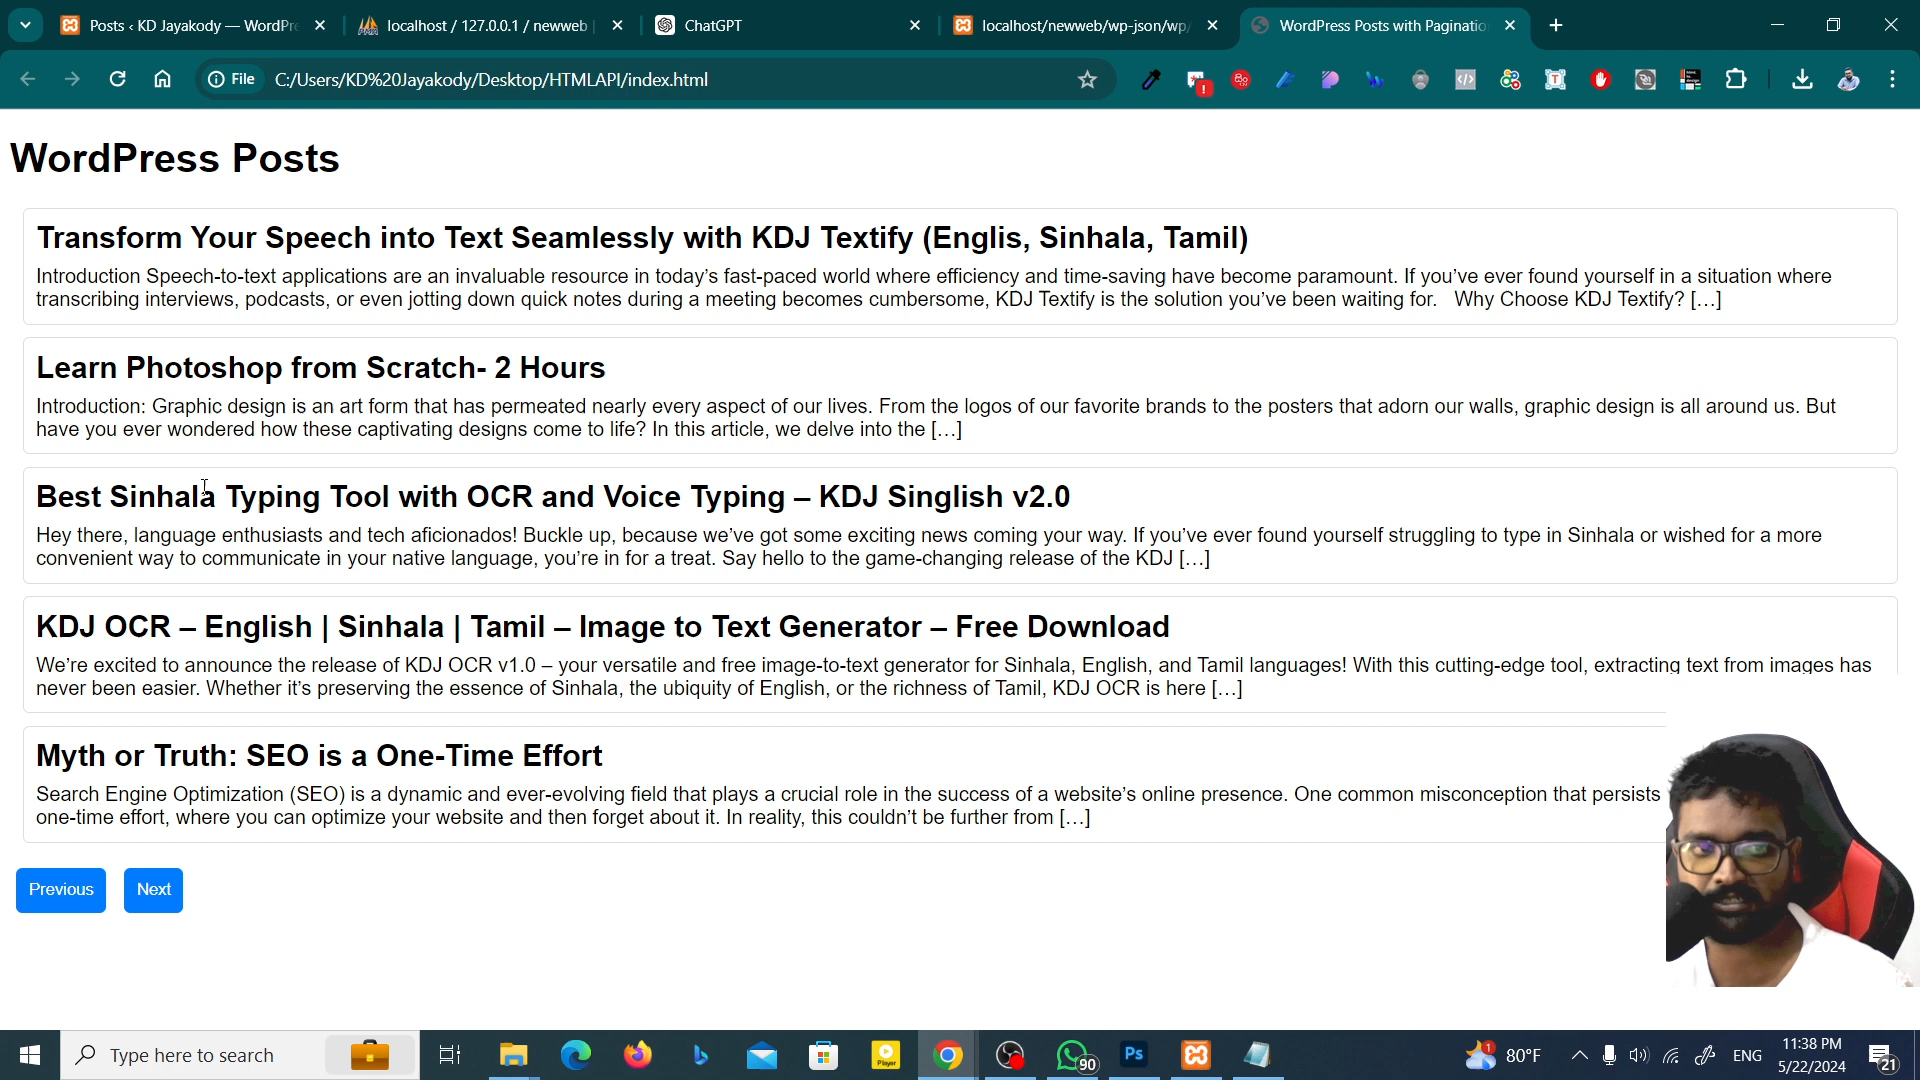 Posts ‹ KD Jayakody — WordPr
localhost / 127.0.0.1 / newweb
ChatGPT
localhost/newweb/wp-json/wp/
WordPress Posts with Paginatio
File
C:/Users/KD%20Jayakody/Desktop/HTMLAPI/index.html
WordPress Posts
Transform Your Speech into Text Seamlessly with KDJ Textify (Englis, Sinhala, Tamil)
Introduction Speech-to-text applications are an invaluable resource in today’s fast-paced world where efficiency and time-saving have become paramount. If you’ve ever found yourself in a situation where
transcribing interviews, podcasts, or even jotting down quick notes during a meeting becomes cumbersome, KDJ Textify is the solution you’ve been waiting for. Why Choose KDJ Textify? […]
Learn Photoshop from Scratch- 2 Hours
Introduction: Graphic design is an art form that has permeated nearly every aspect of our lives. From the logos of our favorite brands to the posters that adorn our walls, graphic design is all around us. But
have you ever wondered how these captivating designs come to life? In this article, we delve into the […]
Best Sinhala Typing Tool with OCR and Voice Typing – KDJ Singlish v2.0
Hey there, language enthusiasts and tech aficionados! Buckle up, because we’ve got some exciting news coming your way. If you’ve ever found yourself struggling to type in Sinhala or wished for a more
convenient way to communicate in your native language, you’re in for a treat. Say hello to the game-changing release of the KDJ […]
KDJ OCR – English | Sinhala | Tamil – Image to Text Generator – Free Download
We’re excited to announce the release of KDJ OCR v1.0 – your versatile and free image-to-text generator for Sinhala, English, and Tamil languages! With this cutting-edge tool, extracting text from images has
never been easier. Whether it’s preserving the essence of Sinhala, the ubiquity of English, or the richness of Tamil, KDJ OCR is here […]
Myth or Truth: SEO is a One-Time Effort
Search Engine Optimization (SEO) is a dynamic and ever-evolving field that plays a crucial role in the success of a website’s online presence. One common misconception that persists
one-time effort, where you can optimize your website and then forget about it. In reality, this couldn’t be further from […]
Previous
Next
Type here to search
Player
90
Ps
1
80°F
ENG
11:38 PM
5/22/2024
21